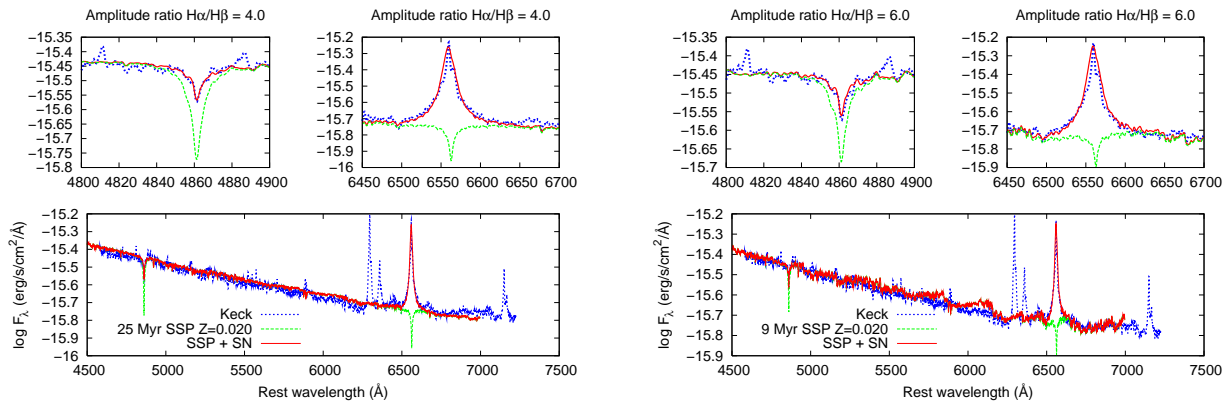 Amplitude ratio Hα/Hβ = 4.0
Amplitude ratio Hα/Hβ = 4.0
−15.35
−15.4
−15.45
−15.5
−15.55
−15.6
−15.65
−15.7
−15.75
−15.8
4800 4820 4840 4860 4880 4900
−15.2
−15.3
−15.4
−15.5
−15.6
−15.7
−15.8
−15.9
−16
6450 6500 6550 6600 6650 6700
log Fλ (erg/s/cm²/Å)
−15.2
−15.3
−15.4
−15.5
−15.6
−15.7
−15.8
−15.9
−16
Keck
25 Myr SSP Z=0.020
SSP + SN
4500 5000 5500 6000 6500 7000 7500
Rest wavelength (Å)
Amplitude ratio Hα/Hβ = 6.0
Amplitude ratio Hα/Hβ = 6.0
−15.35
−15.4
−15.45
−15.5
−15.55
−15.6
−15.65
−15.7
4800 4820 4840 4860 4880 4900
−15.2
−15.3
−15.4
−15.5
−15.6
−15.7
−15.8
−15.9
6450 6500 6550 6600 6650 6700
log Fλ (erg/s/cm²/Å)
−15.2
−15.3
−15.4
−15.5
−15.6
−15.7
−15.8
−15.9
Keck
9 Myr SSP Z=0.020
SSP + SN
4500 5000 5500 6000 6500 7000 7500
Rest wavelength (Å)